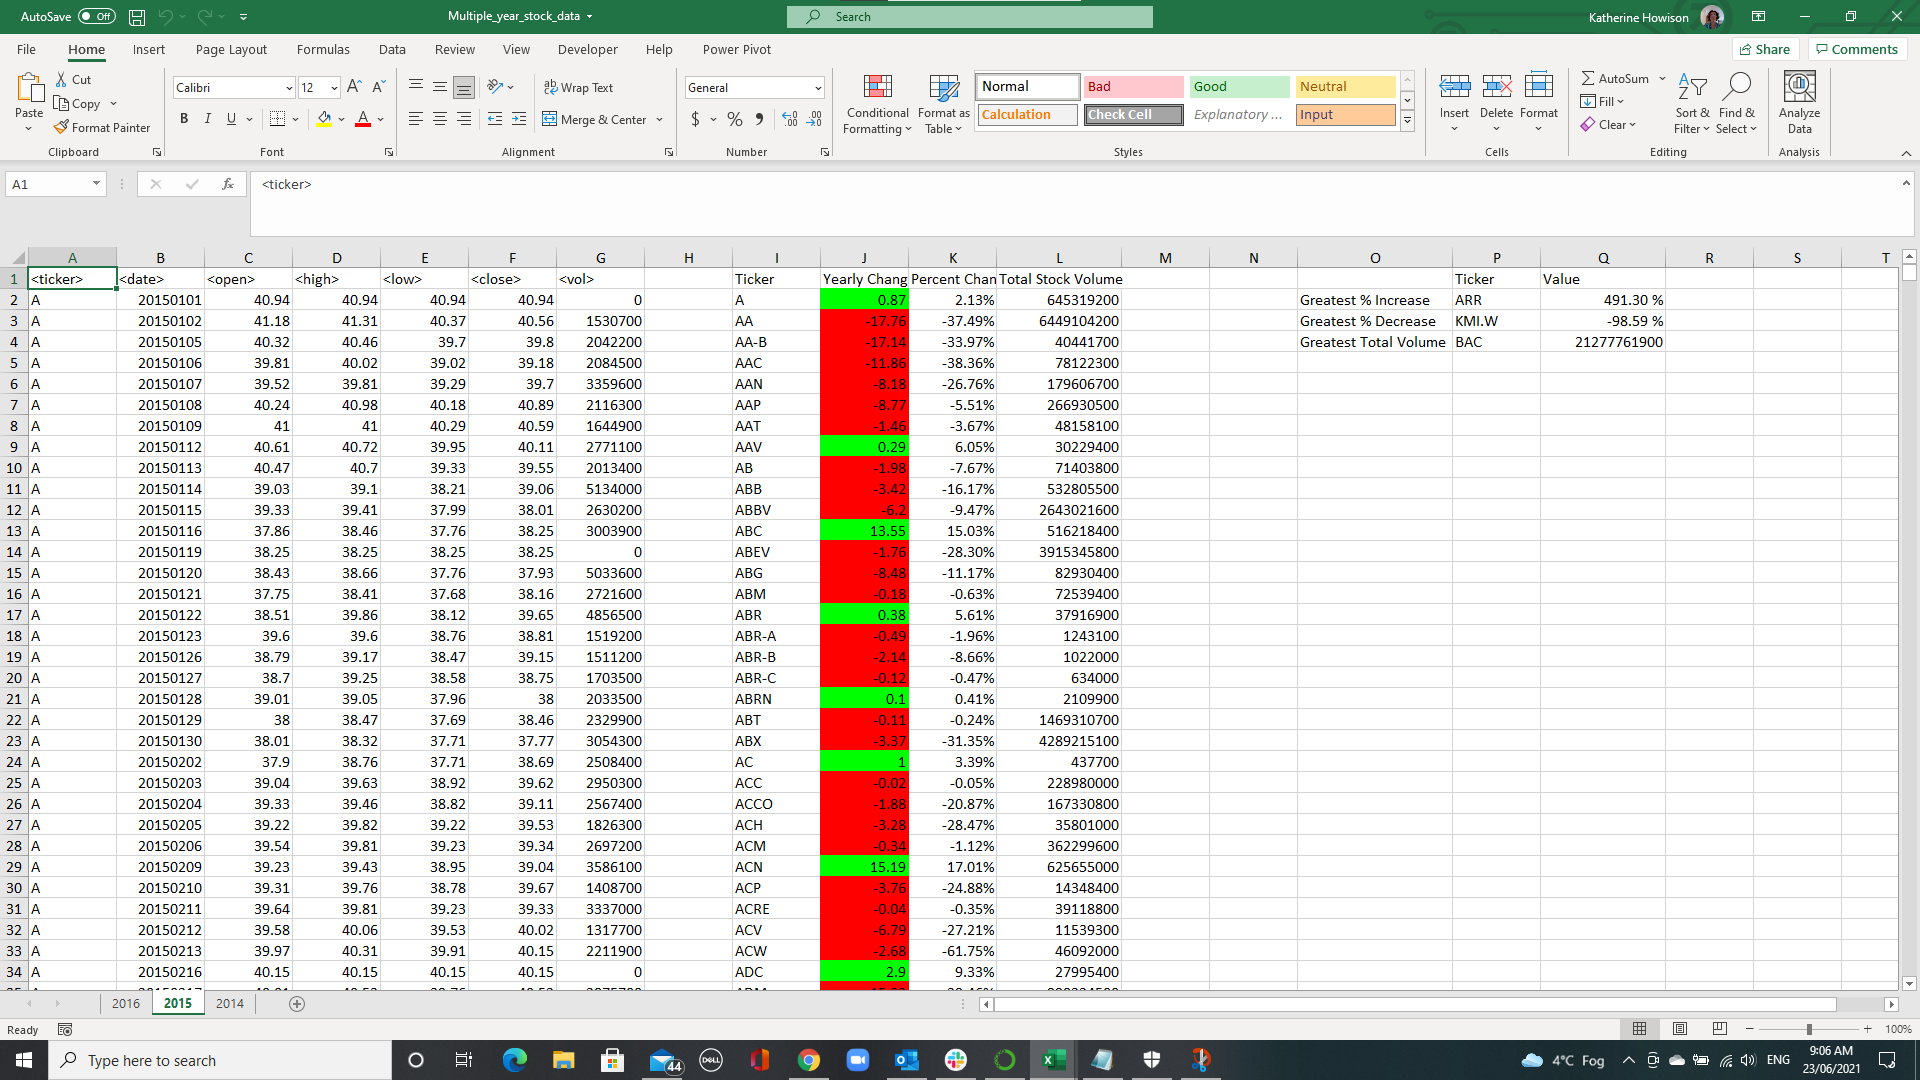 AutoSave Off Multiple_year_stock_data Search Katherine Howison
File Home Insert Page Layout Formulas Data Review View Developer Help Power Pivot Share Comments
Paste Cut Copy Format Painter
Calibri 12
B I U
Wrap Text
Merge & Center
General
$ % 9
Conditional Formatting
Format as Table
Normal Bad Good Neutral
Calculation Check Cell Explanatory ... Input
Insert Delete Format
AutoSum Fill Clear
Sort & Filter Find & Select
Analyze Data
Clipboard Font Alignment Number Styles Cells Editing Analysis
A1 fx <ticker>
A B C D E F G H I J K L M N O P Q R S T
1 <ticker> <date> <open> <high> <low> <close> <vol> Ticker Yearly Chang Percent Chan Total Stock Volume Ticker Value
2 A 20150101 40.94 40.94 40.94 40.94 0 A 0.87 2.13% 645319200 Greatest % Increase ARR 491.30 %
3 A 20150102 41.18 41.31 40.37 40.56 1530700 AA -17.76 -37.49% 6449104200 Greatest % Decrease KMI.W -98.59 %
4 A 20150105 40.32 40.46 39.7 39.8 2042200 AA-B -17.14 -33.97% 40441700 Greatest Total Volume BAC 21277761900
5 A 20150106 39.81 40.02 39.02 39.18 2084500 AAC -11.86 -38.36% 78122300
6 A 20150107 39.52 39.81 39.29 39.7 3359600 AAN -8.18 -26.76% 179606700
7 A 20150108 40.24 40.98 40.18 40.89 2116300 AAP -8.77 -5.51% 266930500
8 A 20150109 41 41 40.29 40.59 1644900 AAT -1.46 -3.67% 48158100
9 A 20150112 40.61 40.72 39.95 40.11 2771100 AAV 0.29 6.05% 30229400
10 A 20150113 40.47 40.7 39.33 39.55 2013400 AB -1.98 -7.67% 71403800
11 A 20150114 39.03 39.1 38.21 39.06 5134000 ABB -3.42 -16.17% 532805500
12 A 20150115 39.33 39.41 37.99 38.01 2630200 ABBV -6.2 -9.47% 2643021600
13 A 20150116 37.86 38.46 37.76 38.25 3003900 ABC 13.55 15.03% 516218400
14 A 20150119 38.25 38.25 38.25 38.25 0 ABEV -1.76 -28.30% 3915345800
15 A 20150120 38.43 38.66 37.76 37.93 5033600 ABG -8.48 -11.17% 82930400
16 A 20150121 37.75 38.41 37.68 38.16 2721600 ABM -0.18 -0.63% 72539400
17 A 20150122 38.51 39.86 38.12 39.65 4856500 ABR 0.38 5.61% 37916900
18 A 20150123 39.6 39.6 38.76 38.81 1519200 ABR-A -0.49 -1.96% 1243100
19 A 20150126 38.79 39.17 38.47 39.15 1511200 ABR-B -2.14 -8.66% 1022000
20 A 20150127 38.7 39.25 38.58 38.75 1703500 ABR-C -0.12 -0.47% 634000
21 A 20150128 39.01 39.05 37.96 38 2033500 ABRN 0.1 0.41% 2109900
22 A 20150129 38 38.47 37.69 38.46 2329900 ABT -0.11 -0.24% 1469310700
23 A 20150130 38.01 38.32 37.71 37.77 3054300 ABX -3.37 -31.35% 4289215100
24 A 20150202 37.9 38.76 37.71 38.69 2508400 AC 1 3.39% 437700
25 A 20150203 39.04 39.63 38.92 39.62 2950300 ACC -0.02 -0.05% 228980000
26 A 20150204 39.33 39.46 38.82 39.11 2567400 ACCO -1.88 -20.87% 167330800
27 A 20150205 39.22 39.82 39.22 39.53 1826300 ACH -3.28 -28.47% 35801000
28 A 20150206 39.54 39.81 39.23 39.34 2697200 ACM -0.34 -1.12% 362299600
29 A 20150209 39.23 39.43 38.95 39.04 3586100 ACN 15.19 17.01% 625655000
30 A 20150210 39.31 39.76 38.78 39.67 1408700 ACP -3.76 -24.88% 14348400
31 A 20150211 39.64 39.81 39.23 39.33 3337000 ACRE -0.04 -0.35% 39118800
32 A 20150212 39.58 40.06 39.53 40.02 1317700 ACV -6.79 -27.21% 11539300
33 A 20150213 39.97 40.31 39.91 40.15 2211900 ACW -2.68 -61.75% 46092000
34 A 20150216 40.15 40.15 40.15 40.15 0 ADC 2.9 9.33% 27995400
2016 2015 2014
Ready 100%
Type here to search 44 DELL 4°C Fog ENG 9:06 AM
23/06/2021